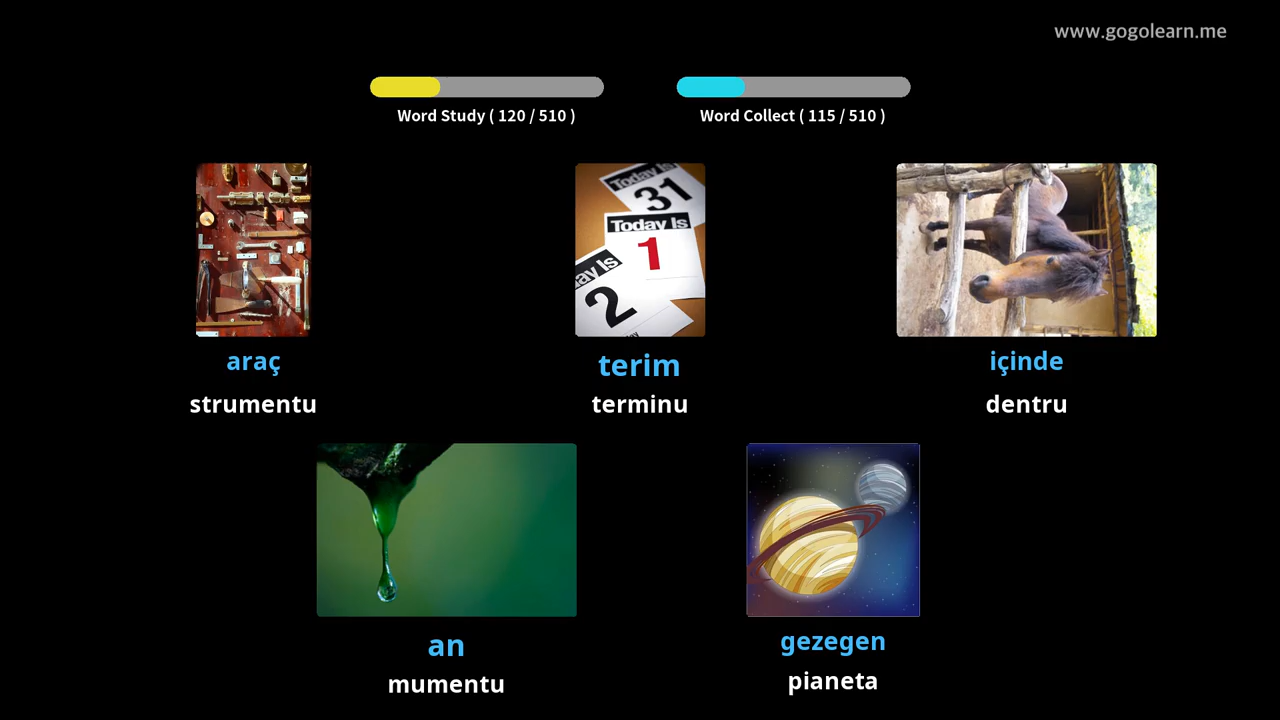 www.gogolearn.me
Word Study ( 120 / 510 )
Word Collect ( 115 / 510 )
Today Is
31
Today Is
1
ay Is
2
araç
strumentu
terim
terminu
içinde
dentru
an
mumentu
gezegen
pianeta